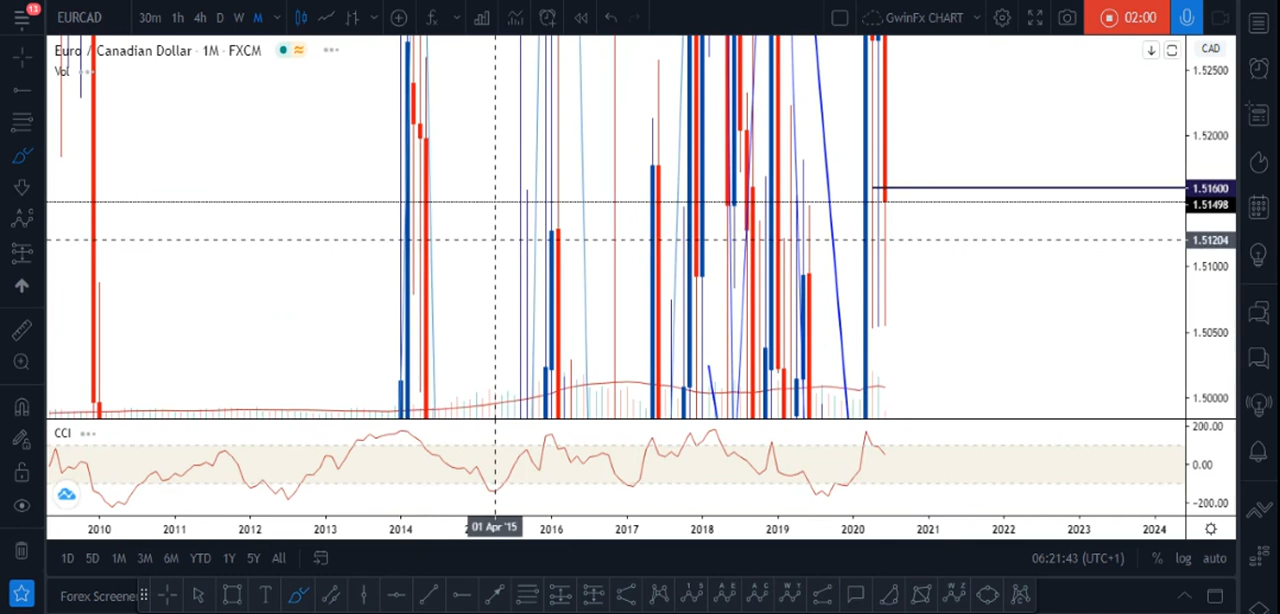 13
EURCAD 30m 1h 4h D W M GwinFx CHART 02:00
Euro / Canadian Dollar · 1M · FXCM CAD
Vol
1.52500
1.52000
1.51600
1.51498
1.51204
1.51000
1.50500
1.50000
CCI 200.00
0.00
-200.00
2010 2011 2012 2013 2014 01 Apr '15 2016 2017 2018 2019 2020 2021 2022 2023 2024
1D 5D 1M 3M 6M YTD 1Y 5Y All 06:21:43 (UTC+1) % log auto
Forex Screener